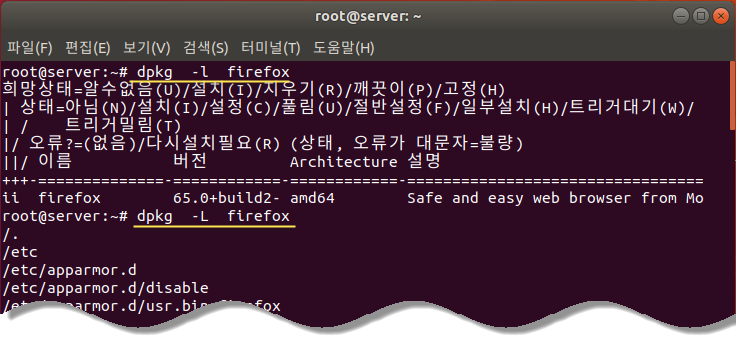 root@server: ~
파일(F) 편집(E) 보기(V) 검색(S) 터미널(T) 도움말(H)
root@server:~# dpkg -l firefox
희망상태=알수없음(U)/설치(I)/지우기(R)/깨끗이(P)/고정(H)
| 상태=아님(N)/설치(I)/설정(C)/풀림(U)/절반설정(F)/일부설치(H)/트리거대기(W)/
| / 트리거밀림(T)
|/ 오류?=(없음)/다시설치필요(R) (상태, 오류가 대문자=불량)
||/ 이름 버전 Architecture 설명
+++-==============-============-============-=================================
ii firefox 65.0+build2- amd64 Safe and easy web browser from Mo
root@server:~# dpkg -L firefox
/.
/etc
/etc/apparmor.d
/etc/apparmor.d/disable
/etc/apparmor.d/usr.bin.firefox